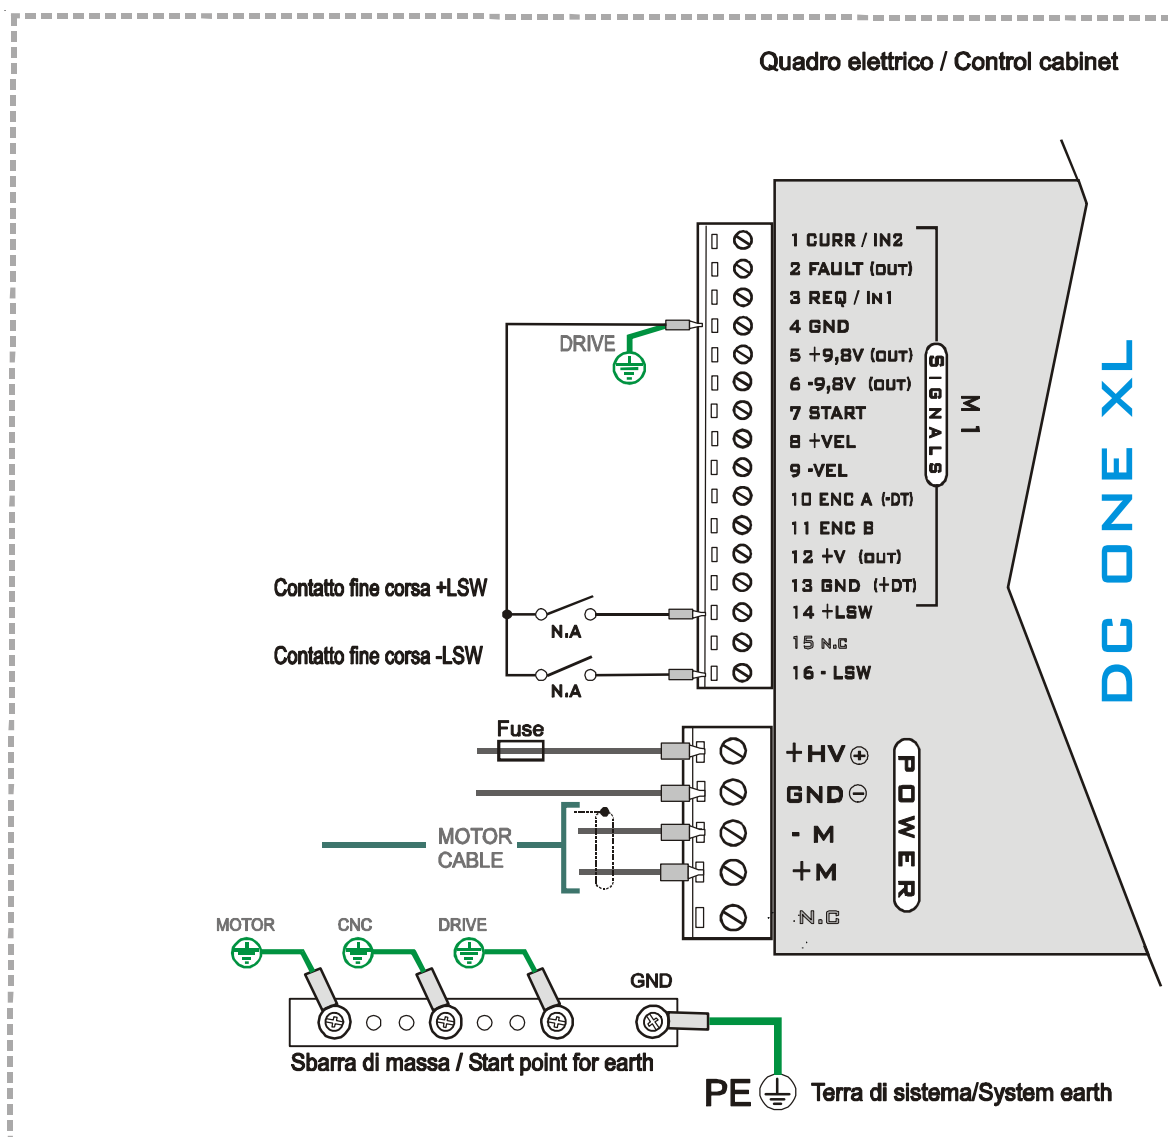 Quadro elettrico / Control cabinet
1 CURR / IN2
2 FAULT (OUT)
3 REQ / IN1
4 GND
DRIVE
5 +9,8V (OUT)
6 -9,8V (OUT)
7 START
8 +VEL
9 -VEL
10 ENC A (-DT)
11 ENC B
12 +V (OUT)
13 GND (+DT)
14 +LSW
15 N.C
16 - LSW
SIGNALS
M 1
DC ONE XL
Contatto fine corsa +LSW
N.A
Contatto fine corsa -LSW
N.A
Fuse
+HV +
GND -
- M
+M
N.C
POWER
MOTOR
CABLE
MOTOR
CNC
DRIVE
GND
Sbarra di massa / Start point for earth
PE
Terra di sistema/System earth